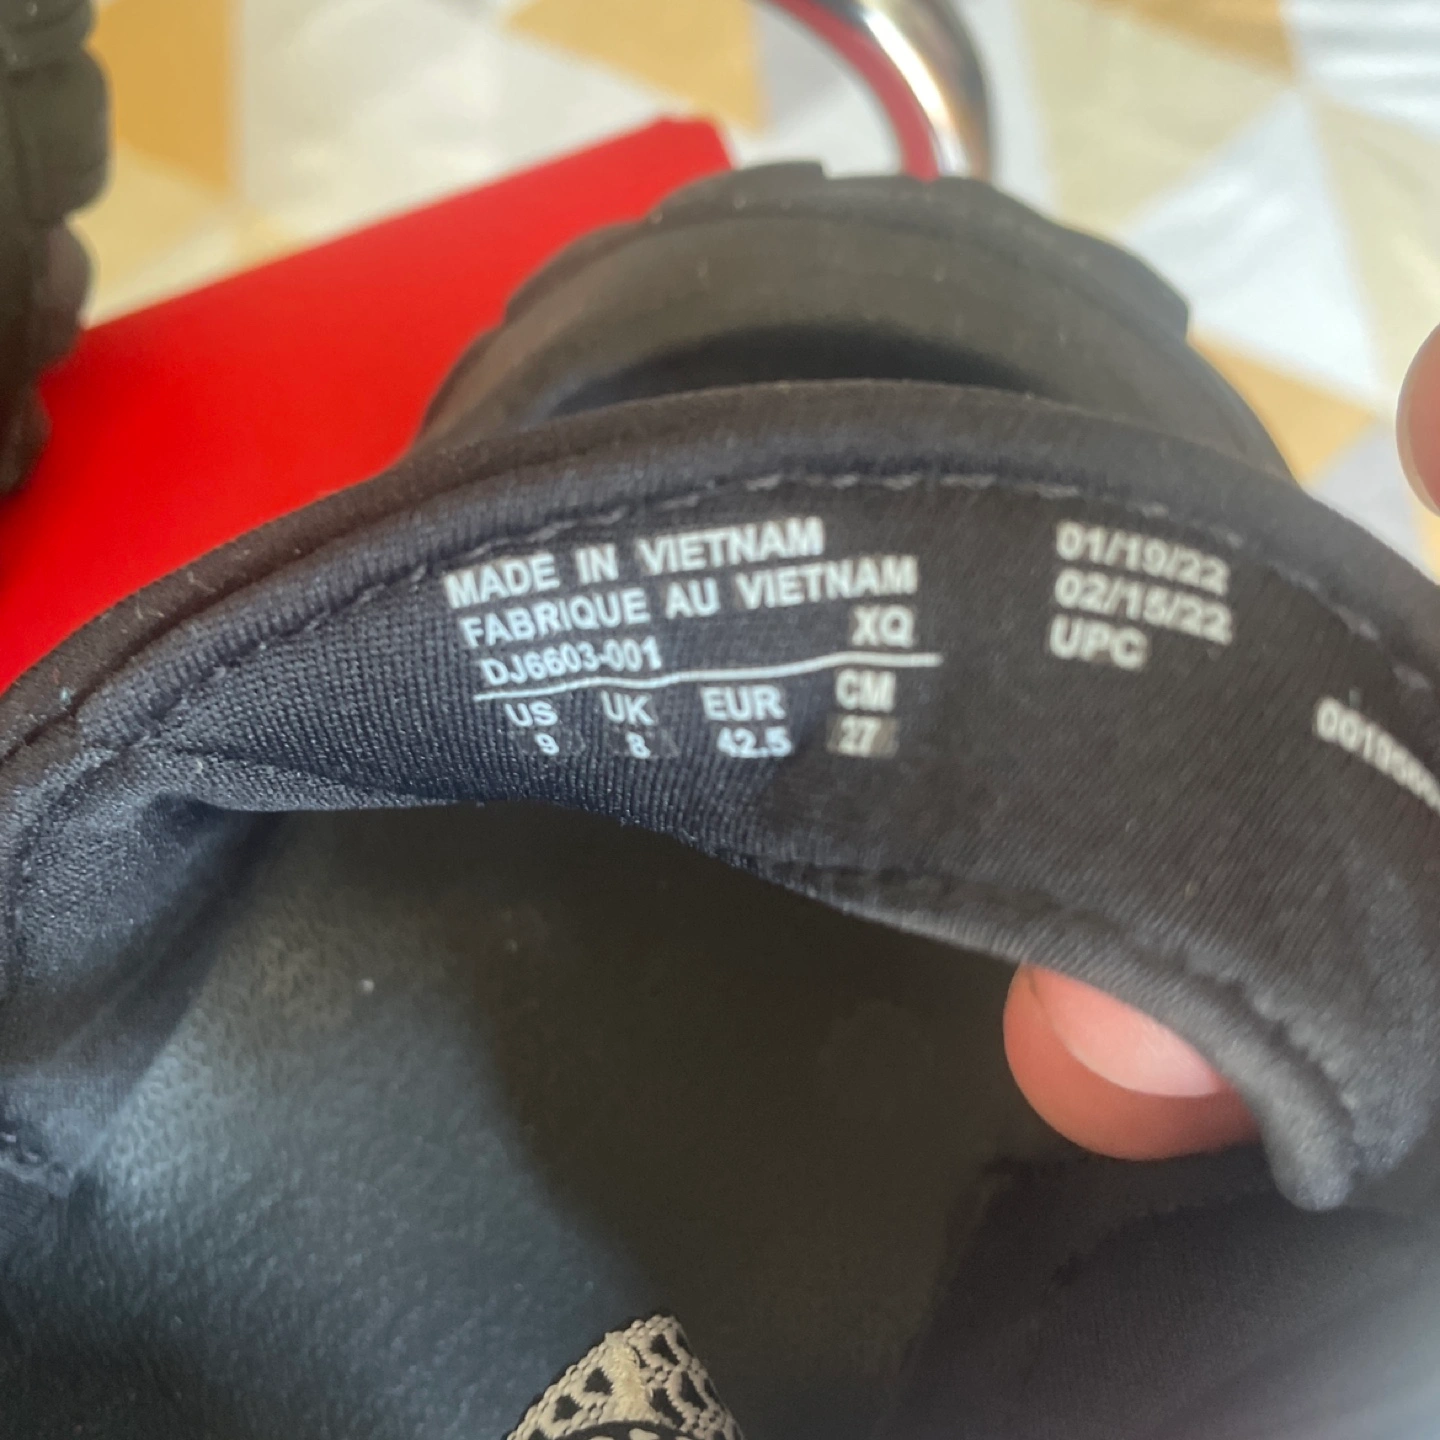 MADE IN VIETNAM
FABRIQUE AU VIETNAM
DJ6603-001 XQ
US UK EUR CM
9 8 42.5 27
01/19/22
02/15/22
UPC